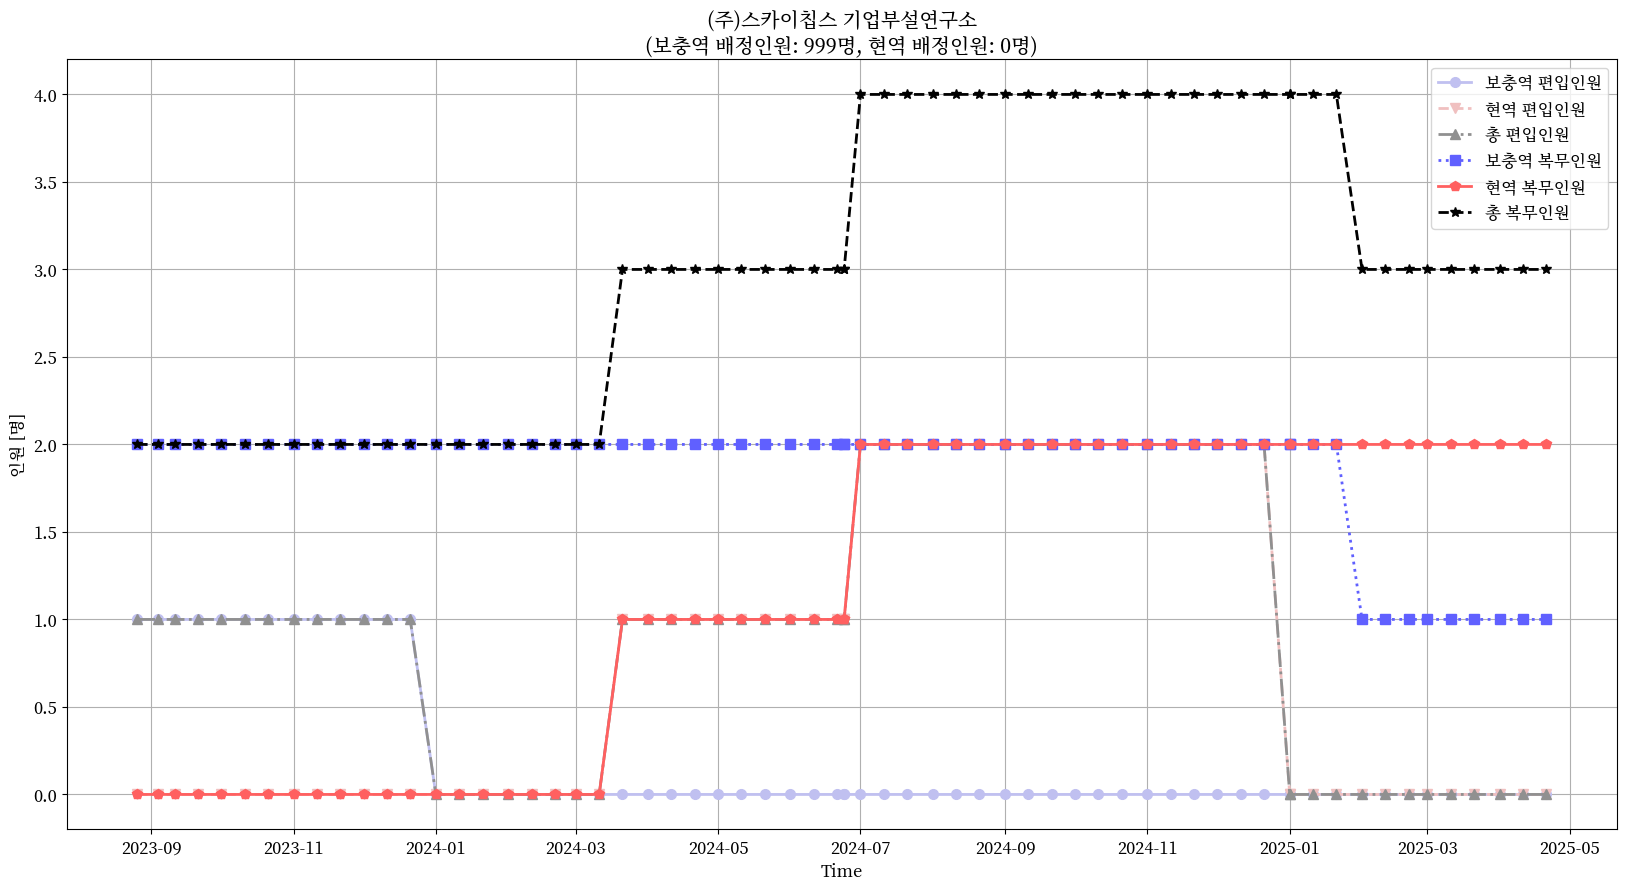 (주)스카이칩스 기업부설연구소
(보충역 배정인원: 999명, 현역 배정인원: 0명)
보충역 편입인원
현역 편입인원
총 편입인원
보충역 복무인원
현역 복무인원
총 복무인원
4.0
3.5
3.0
2.5
2.0
1.5
1.0
0.5
0.0
인원 [명]
2023-09 2023-11 2024-01 2024-03 2024-05 2024-07 2024-09 2024-11 2025-01 2025-03 2025-05
Time